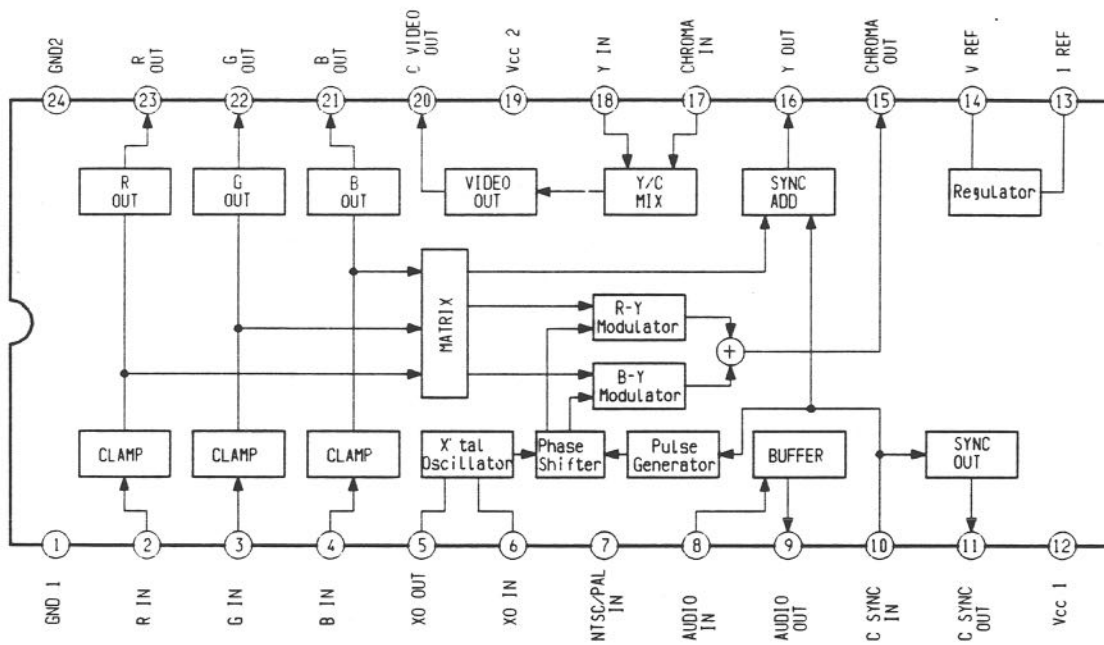 GND2
R
OUT
G
OUT
B
OUT
C VIDEO
OUT
Vcc 2
Y IN
CHROMA
IN
Y OUT
CHROMA
OUT
V REF
I REF
24
23
22
21
20
19
18
17
16
15
14
13
R
OUT
G
OUT
B
OUT
VIDEO
OUT
Y/C
MIX
SYNC
ADD
Regulator
MATRIX
R-Y
Modulator
+
B-Y
Modulator
CLAMP
CLAMP
CLAMP
X'tal
Oscillator
Phase
Shifter
Pulse
Generator
BUFFER
SYNC
OUT
1
2
3
4
5
6
7
8
9
10
11
12
GND 1
R IN
G IN
B IN
XO OUT
XO IN
NTSC/PAL
IN
AUDIO
IN
AUDIO
OUT
C SYNC
IN
C SYNC
OUT
Vcc 1